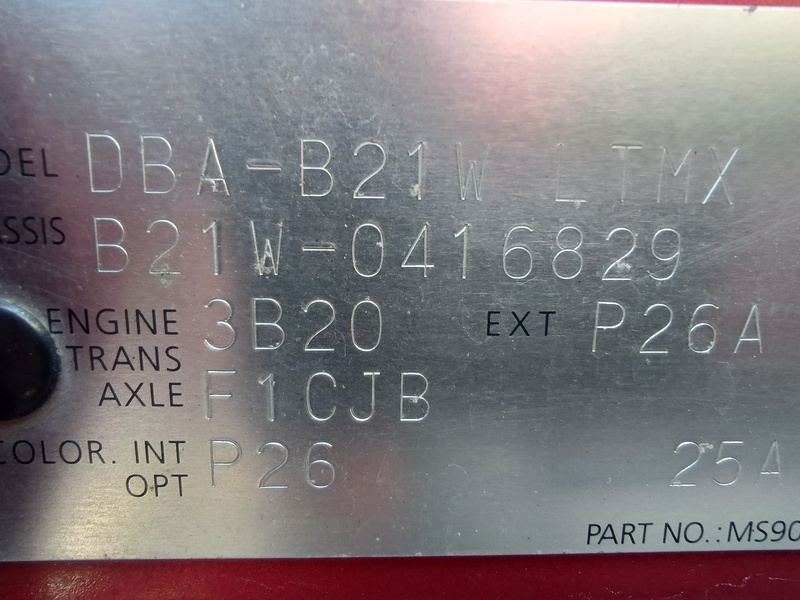 DEL DBA-B21W LTMX
ASSIS B21W-0416829
ENGINE 3B20 EXT P26A
TRANS
AXLE F1CJB
COLOR. INT P26 25A
OPT
PART NO.: MS90